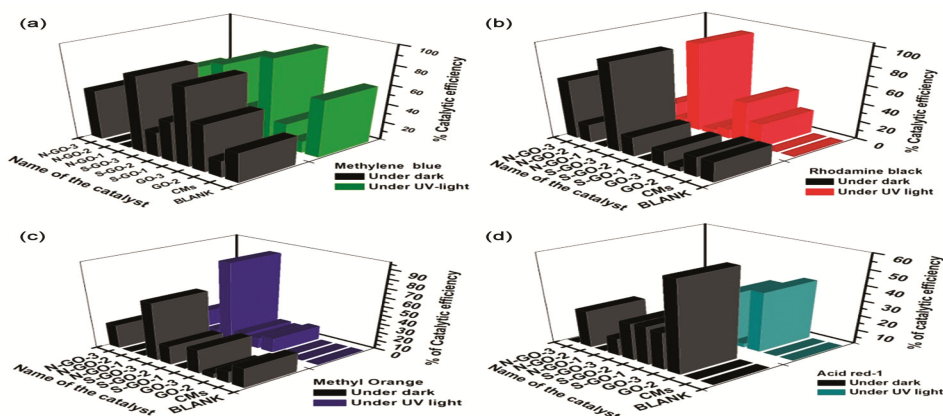 (a)
100
80
60
40
20
% Catalytic efficiency
N-GO-3
N-GO-2
N-GO-1
S-GO-3
S-GO-2
S-GO-1
GO-3
GO-2
CMs
BLANK
Name of the catalyst
Methylene blue
Under dark
Under UV-light
(b)
100
80
60
40
20
0
% Catalytic efficiency
N-GO-3
N-GO-2
N-GO-1
S-GO-3
S-GO-2
S-GO-1
GO-3
GO-2
CMs
BLANK
Name of the catalyst
Rhodamine black
Under dark
Under UV light
(c)
90
80
70
60
50
40
30
20
10
0
% of Catalytic efficiency
N-GO-3
GO-2
CMs
BLANK
Name of the catalyst
Methyl Orange
Under dark
Under UV light
(d)
60
50
40
30
20
10
% of Catalytic efficiency
N-GO-3
GO-2
CMs
BLANK
Name of the catalyst
Acid red-1
Under dark
Under UV light